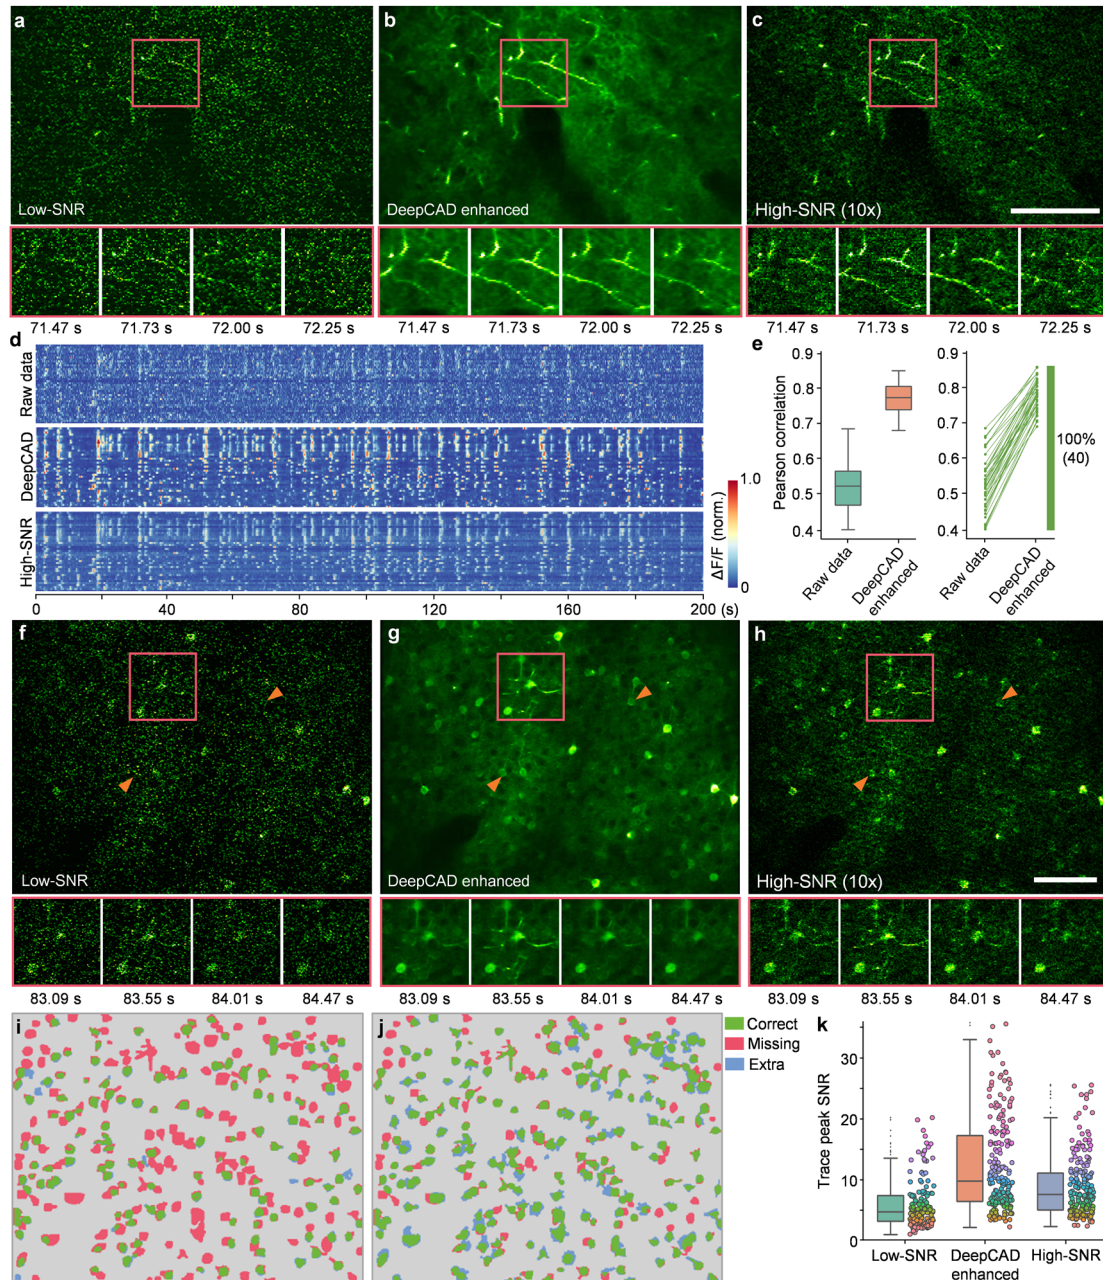 a
b
c
Low-SNR
DeepCAD enhanced
High-SNR (10x)
71.47 s 71.73 s 72.00 s 72.25 s
71.47 s 71.73 s 72.00 s 72.25 s
71.47 s 71.73 s 72.00 s 72.25 s
d
Raw data
DeepCAD
High-SNR
0 40 80 120 160 200 (s)
1.0
0
ΔF/F (norm.)
e
Pearson correlation
0.9
0.8
0.7
0.6
0.5
0.4
Raw data
DeepCAD
enhanced
0.9
0.8
0.7
0.6
0.5
0.4
Raw data
DeepCAD
enhanced
100%
(40)
f
g
h
Low-SNR
DeepCAD enhanced
High-SNR (10x)
83.09 s 83.55 s 84.01 s 84.47 s
83.09 s 83.55 s 84.01 s 84.47 s
83.09 s 83.55 s 84.01 s 84.47 s
i
j
Correct
Missing
Extra
k
Trace peak SNR
30
20
10
0
Low-SNR
DeepCAD
enhanced
High-SNR